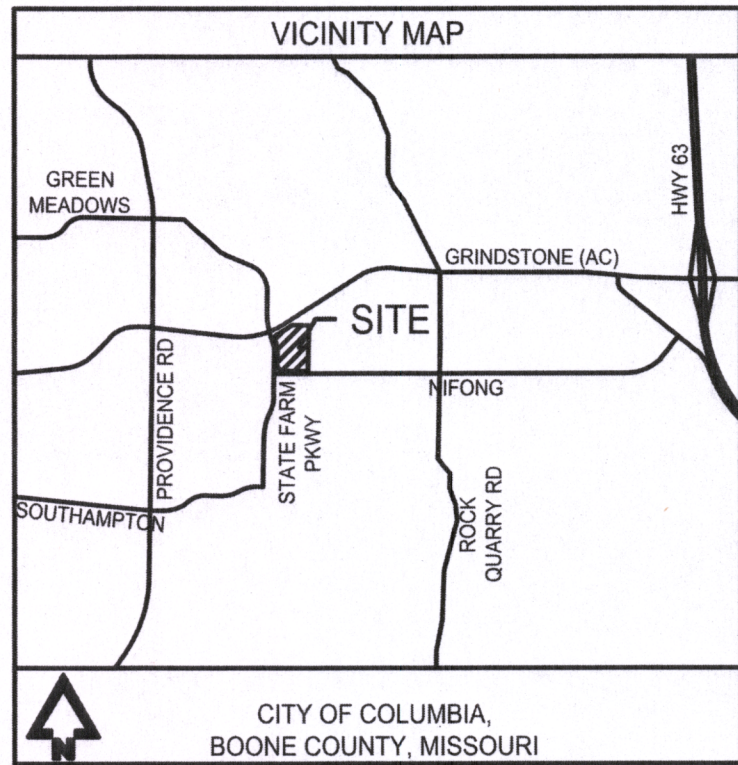 VICINITY MAP
GREEN
MEADOWS
HWY 63
GRINDSTONE (AC)
SITE
PROVIDENCE RD
STATE FARM
PKWY
NIFONG
SOUTHAMPTON
ROCK
QUARRY RD
N
CITY OF COLUMBIA,
BOONE COUNTY, MISSOURI